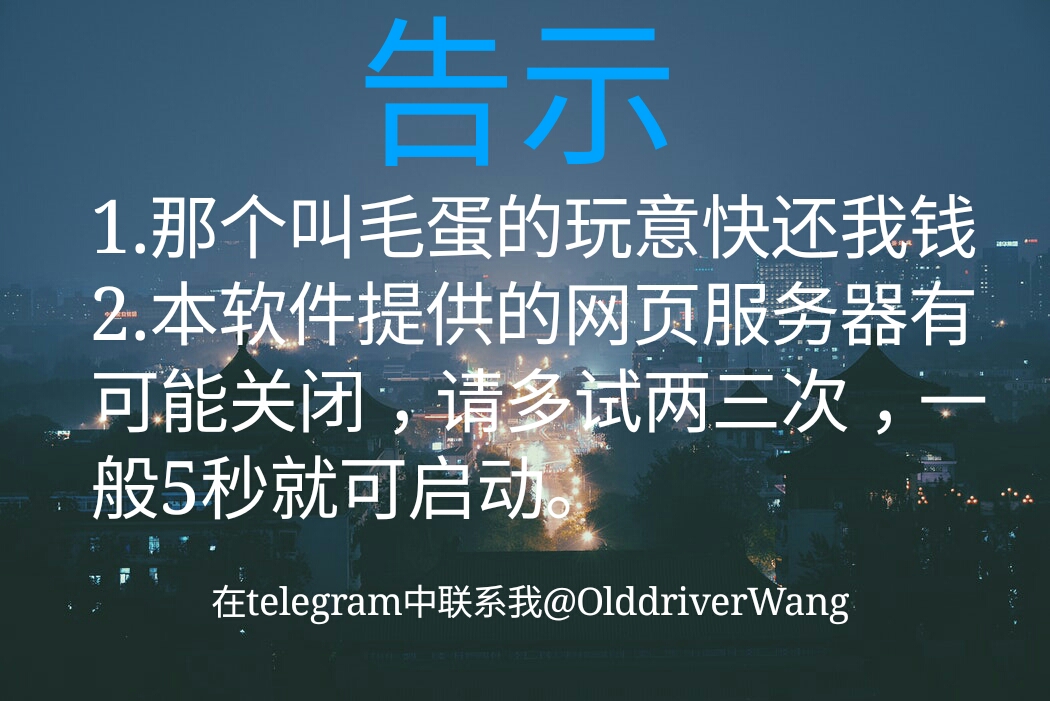 告示
1.那个叫毛蛋的玩意快还我钱
2.本软件提供的网页服务器有
可能关闭，请多试两三次，一
般5秒就可启动。
在telegram中联系我@OlddriverWang